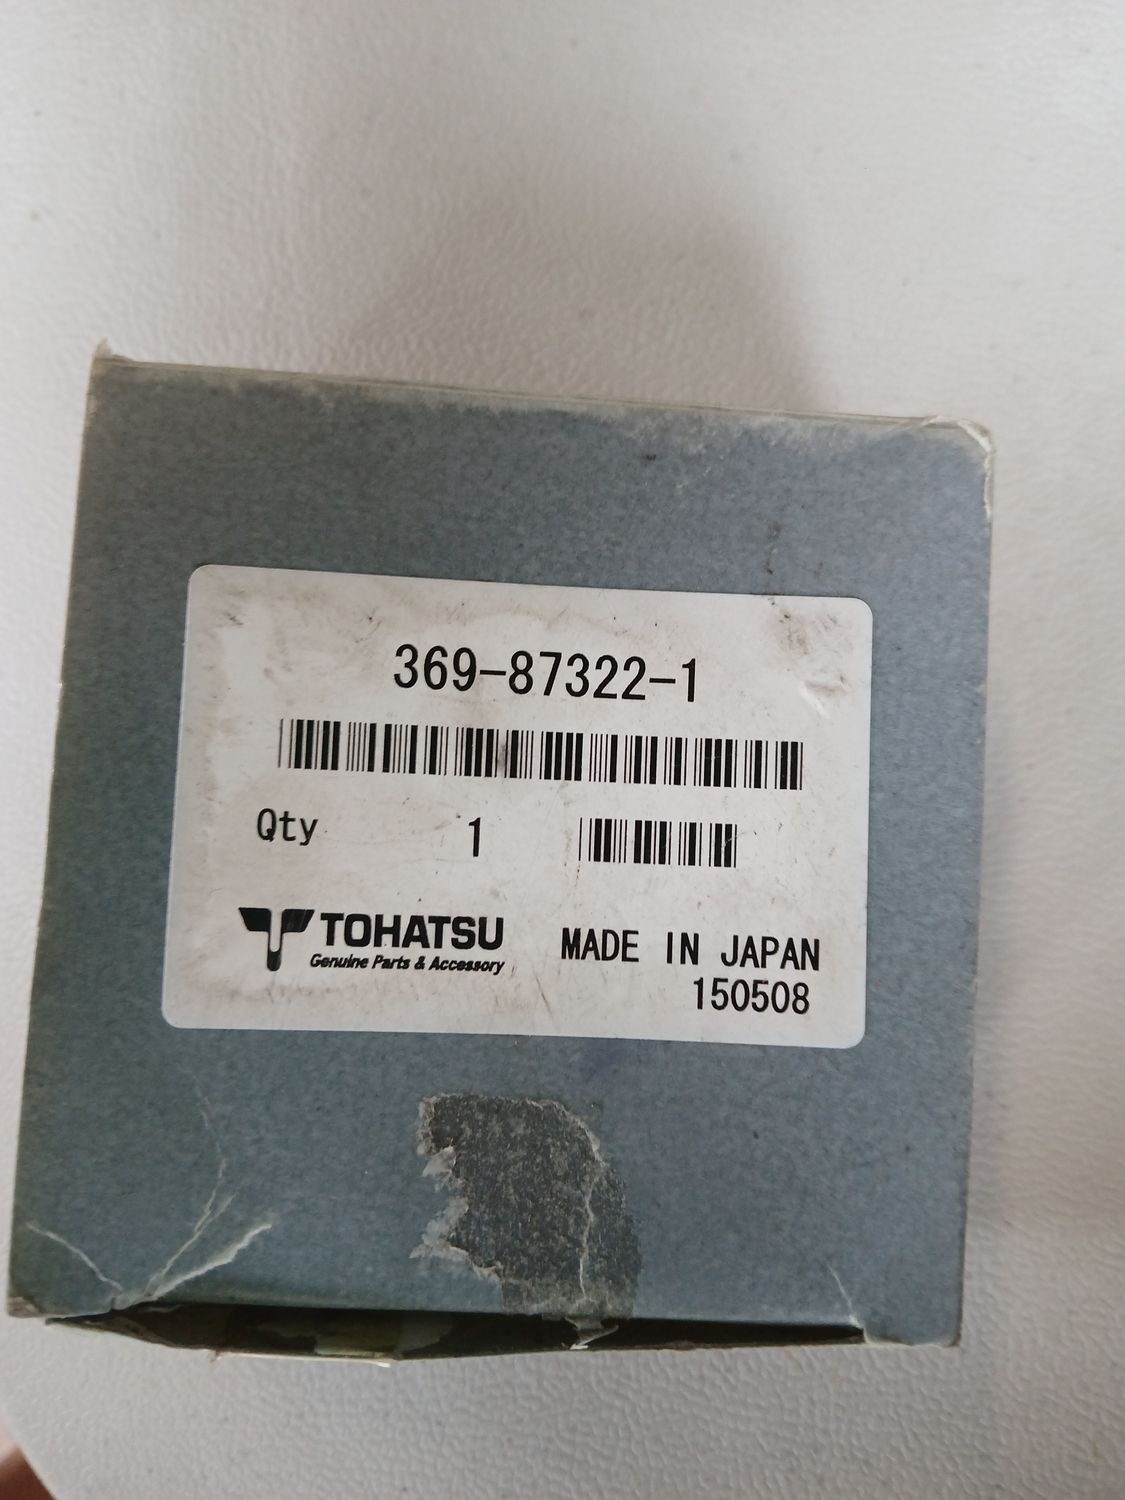 369-87322-1
Qty 1
TOHATSU
Genuine Parts & Accessory
MADE IN JAPAN
150508